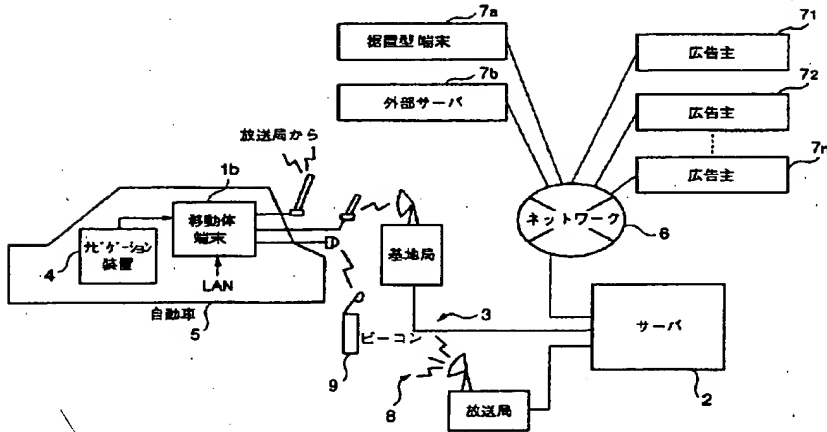 7a
据置型端末
7b
外部サーバ
71
広告主
72
広告主
7n
広告主
放送局から
1b
移動体
端末
ナビゲーション
装置
4
LAN
自動車
5
基地局
ネットワーク
6
3
ビーコン
9
8
放送局
サーバ
2